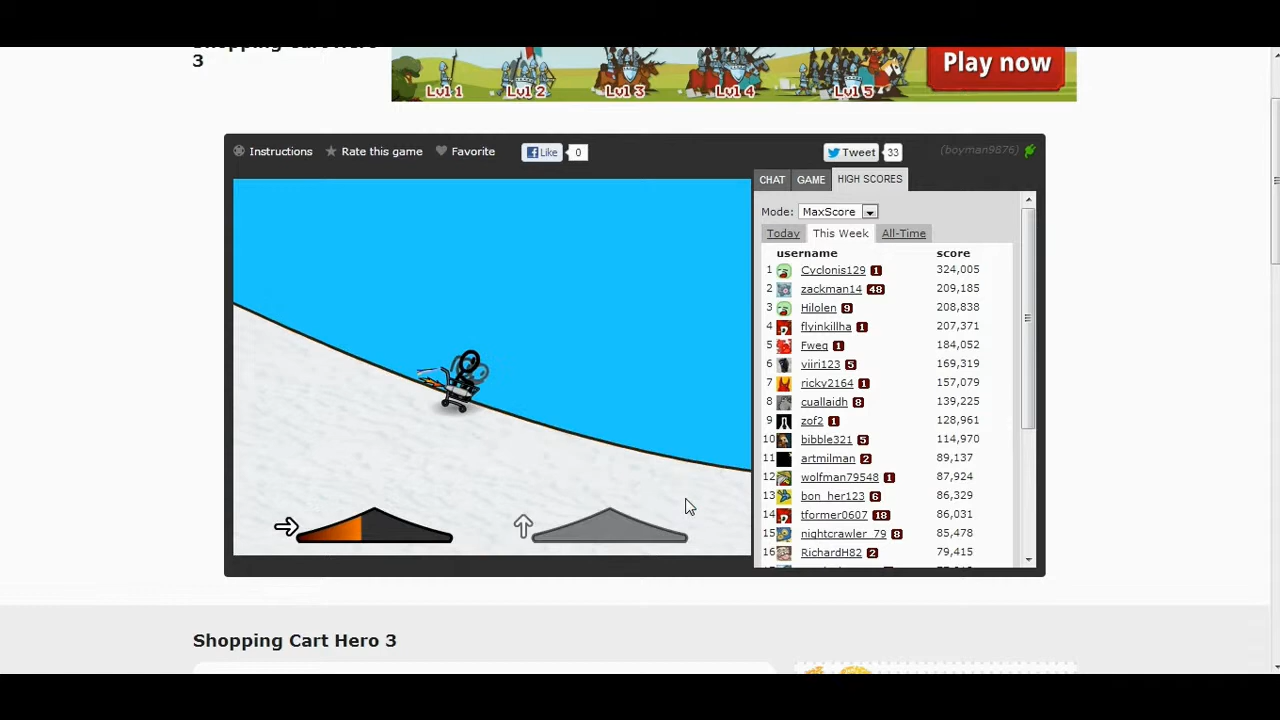 3
Play now
Lvl 1 Lvl 2 Lvl 3 Lvl 4 Lvl 5
Instructions Rate this game Favorite Like 0 Tweet 33 (boyman9876)
CHAT GAME HIGH SCORES
Mode: MaxScore
Today This Week All-Time
username score
1 Cyclonis129 1 324,005
2 zackman14 48 209,185
3 Hilolen 9 208,838
4 flyinkillha 1 207,371
5 Fweq 1 184,052
6 viiri123 5 169,319
7 ricky2164 1 157,079
8 cuallaidh 8 139,225
9 zof2 1 128,961
10 bibble321 5 114,970
11 artmilman 2 89,137
12 wolfman79548 1 87,924
13 bon_her123 6 86,329
14 tformer0607 18 86,031
15 nightcrawler_79 8 85,478
16 RichardH82 2 79,415
Shopping Cart Hero 3